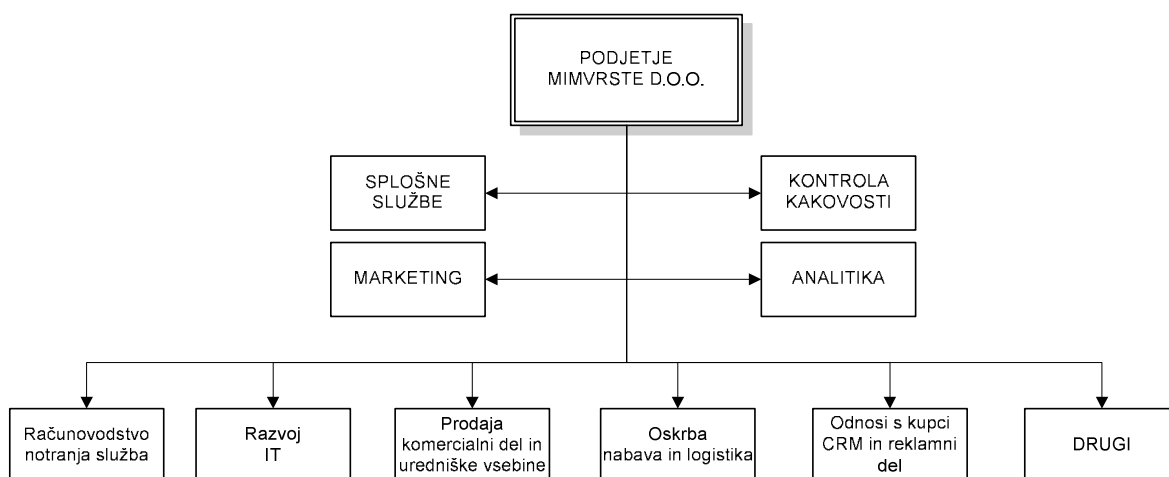 PODJETJE
MIMVRSTE D.O.O.
SPLOŠNE
SLUŽBE
KONTROLA
KAKOVOSTI
MARKETING
ANALITIKA
Računovodstvo
notranja služba
Razvoj
IT
Prodaja
komercialni del in
uredniške vsebine
Oskrba
nabava in logistika
Odnosi s kupci
CRM in reklamni
del
DRUGI